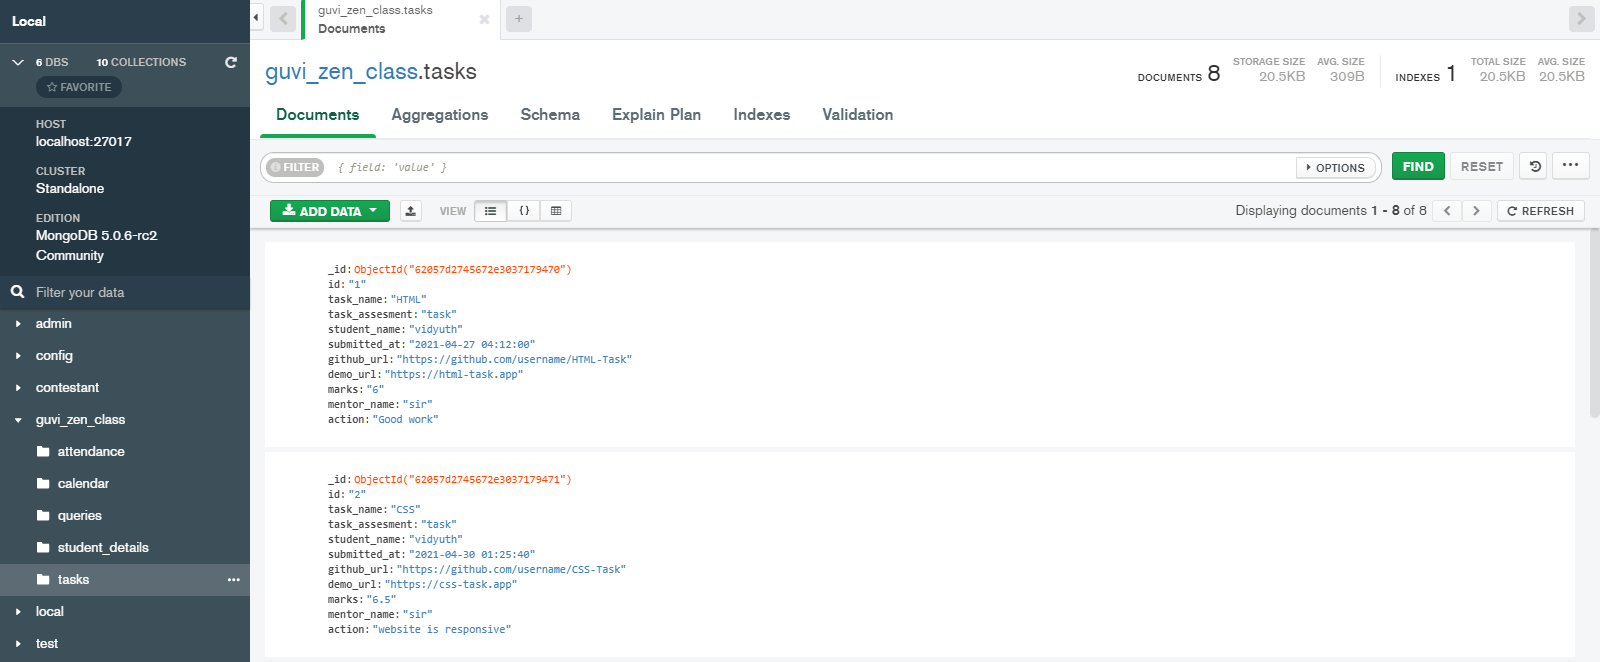 Local
6 DBS 10 COLLECTIONS
FAVORITE
HOST
localhost:27017
CLUSTER
Standalone
EDITION
MongoDB 5.0.6-rc2
Community
Filter your data
admin
config
contestant
guvi_zen_class
attendance
calendar
queries
student_details
tasks
local
test
guvi_zen_class.tasks
Documents
guvi_zen_class.tasks
DOCUMENTS 8 STORAGE SIZE 20.5KB AVG. SIZE 309B INDEXES 1 TOTAL SIZE 20.5KB AVG. SIZE 20.5KB
Documents Aggregations Schema Explain Plan Indexes Validation
FILTER { field: 'value' } OPTIONS FIND RESET
ADD DATA VIEW {} Displaying documents 1 - 8 of 8 REFRESH
_id: ObjectId("62057d2745672e3037179470")
id: "1"
task_name: "HTML"
task_assesment: "task"
student_name: "vidyuth"
submitted_at: "2021-04-27 04:12:00"
github_url: "https://github.com/username/HTML-Task"
demo_url: "https://html-task.app"
marks: "6"
mentor_name: "sir"
action: "Good work"
_id: ObjectId("62057d2745672e3037179471")
id: "2"
task_name: "CSS"
task_assesment: "task"
student_name: "vidyuth"
submitted_at: "2021-04-30 01:25:40"
github_url: "https://github.com/username/CSS-Task"
demo_url: "https://css-task.app"
marks: "6.5"
mentor_name: "sir"
action: "website is responsive"